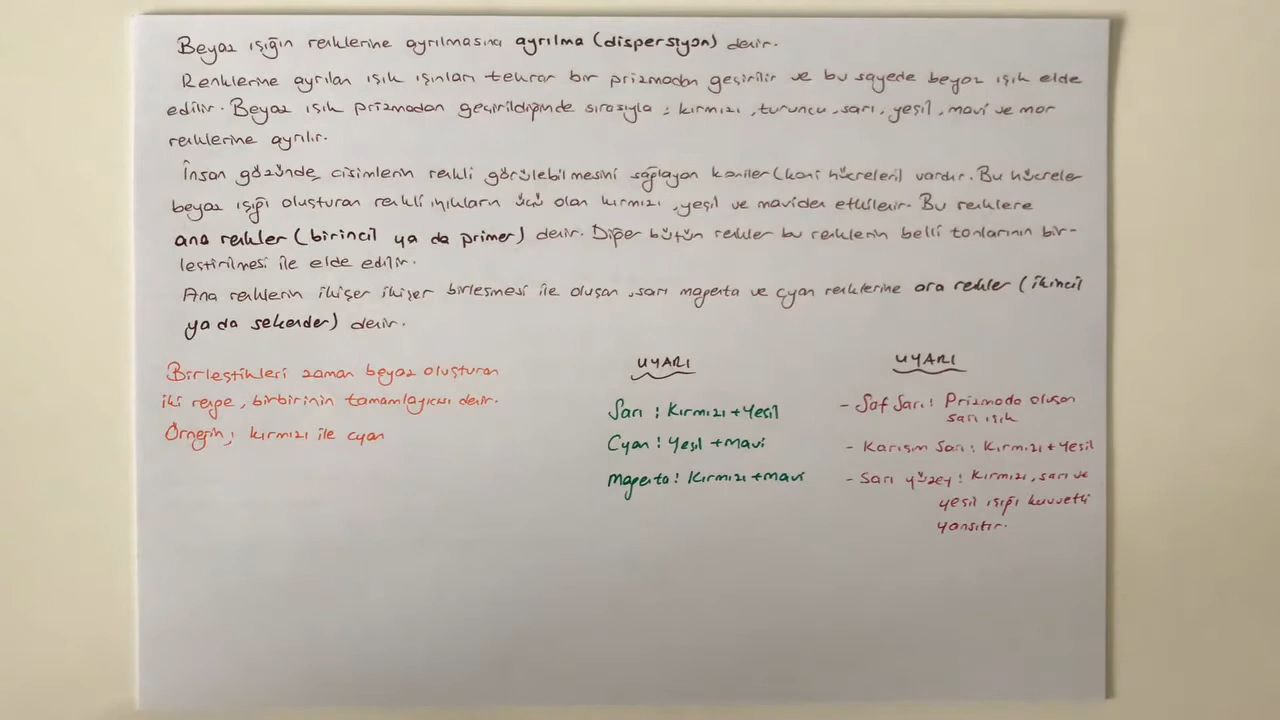 Beyaz ışığın renklerine ayrılmasına ayrılma (dispersiyon) denir.
Renklerine ayrılan ışık ışınları tekrar bir prizmadan geçirilir ve bu sayede beyaz ışık elde
edilir. Beyaz ışık prizmadan geçirildiğinde sırasıyla ; kırmızı, turuncu, sarı, yeşil, mavi ve mor
renklerine ayrılır.
İnsan gözünde, cisimlerin renkli görülebilmesini sağlayan koniler (koni hücreleri) vardır. Bu hücreler
beyaz ışığı oluşturan renkli ışıkların üçü olan kırmızı, yeşil ve maviden etkilenir. Bu renklere
ana renkler (birincil ya da primer) denir. Diğer bütün renkler bu renklerin belli tonlarının bir-
leştirilmesi ile elde edilir.
Ana renklerin ikişer ikişer birleşmesi ile oluşan, sarı magenta ve cyan renklerine ara renkler (ikincil
ya da sekender) denir.
Birleştikleri zaman beyaz oluşturan
iki renge, birbirinin tamamlayıcısı denir.
Örneğin; kırmızı ile cyan
UYARI
Sarı : Kırmızı + Yeşil
Cyan : Yeşil + Mavi
Magenta : Kırmızı + mavi
UYARI
- Saf Sarı : Prizmada oluşan
sarı ışık
- Karışım Sarı : Kırmızı + Yeşil
- Sarı yüzey : Kırmızı, sarı ve
yeşil ışığı kuvvetli
yansıtır.